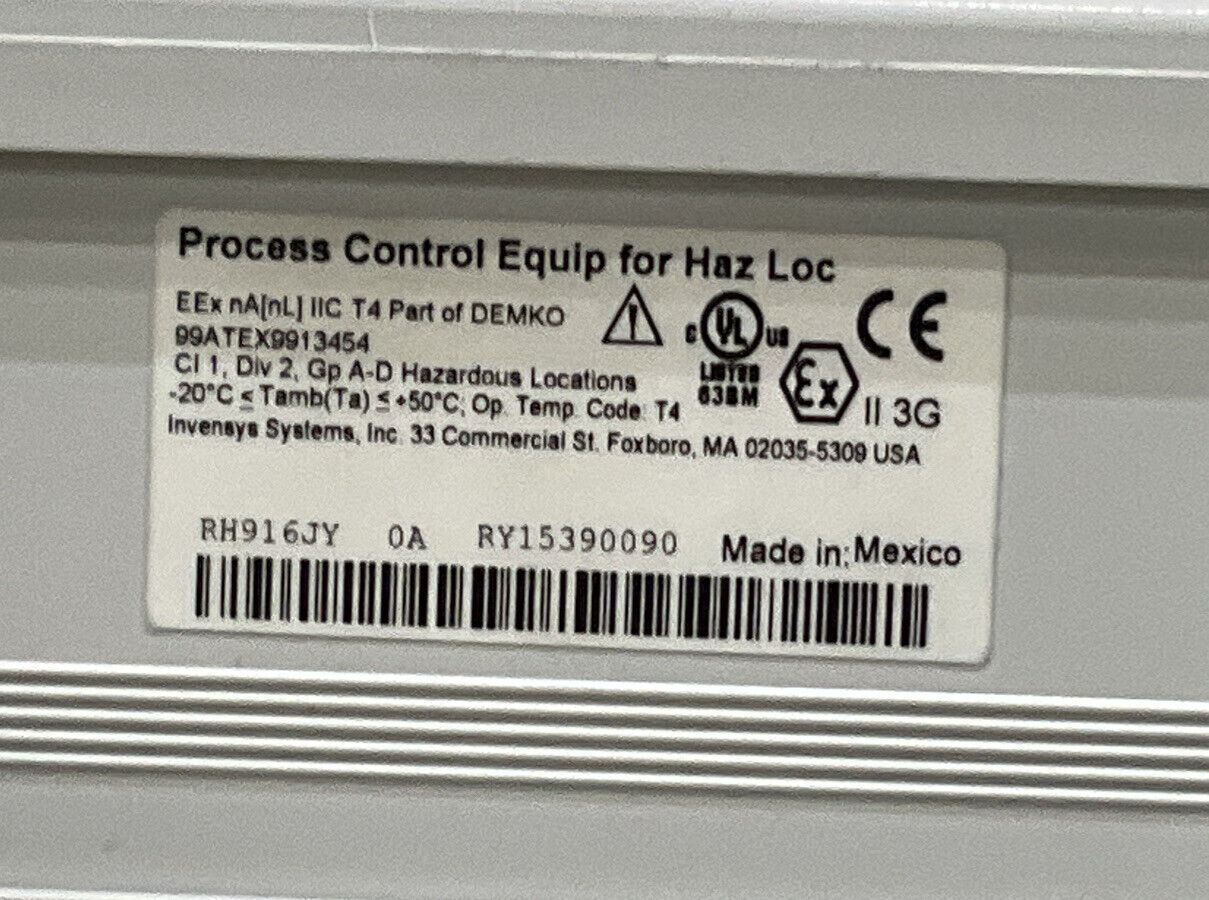 Process Control Equip for Haz Loc
EEx nA[nL] IIC T4 Part of DEMKO
99ATEX9913454
CI 1, Div 2, Gp A-D Hazardous Locations
-20°C ≤ Tamb(Ta) ≤ +50°C; Op. Temp. Code: T4
Invensys Systems, Inc. 33 Commercial St. Foxboro, MA 02035-5309 USA
C UL US
LISTED
63BM
CE
Ex II 3G
RH916JY 0A RY15390090 Made in: Mexico